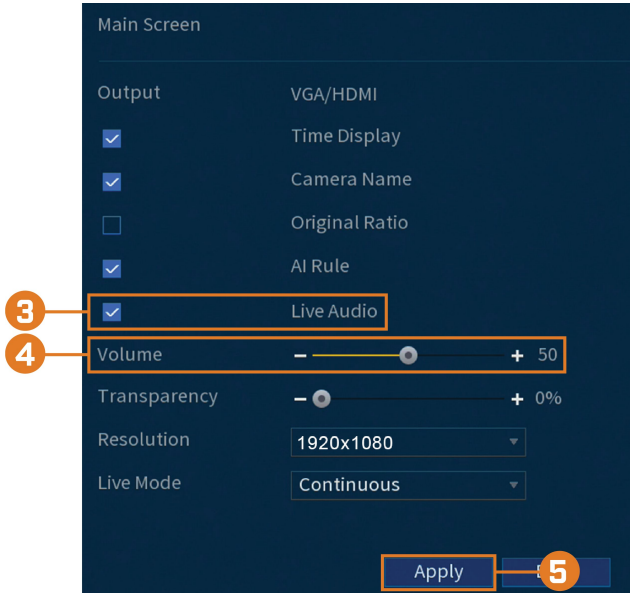 Main Screen
Output VGA/HDMI
Time Display
Camera Name
Original Ratio
AI Rule
3 Live Audio
4 Volume − + 50
Transparency − + 0%
Resolution 1920x1080
Live Mode Continuous
Apply 5